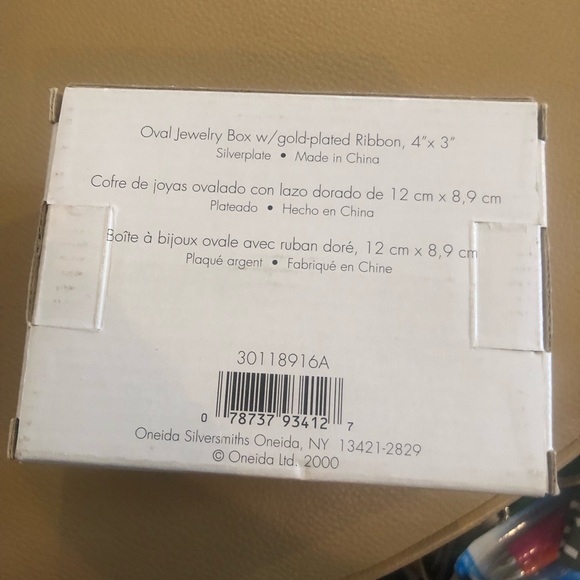 Oval Jewelry Box w/gold-plated Ribbon, 4"x 3"
Silverplate • Made in China
Cofre de joyas ovalado con lazo dorado de 12 cm x 8,9 cm
Plateado • Hecho en China
Boîte à bijoux ovale avec ruban doré, 12 cm x 8,9 cm
Plaqué argent • Fabriqué en Chine
30118916A
0 78737 93412 7
Oneida Silversmiths Oneida, NY 13421-2829
© Oneida Ltd. 2000